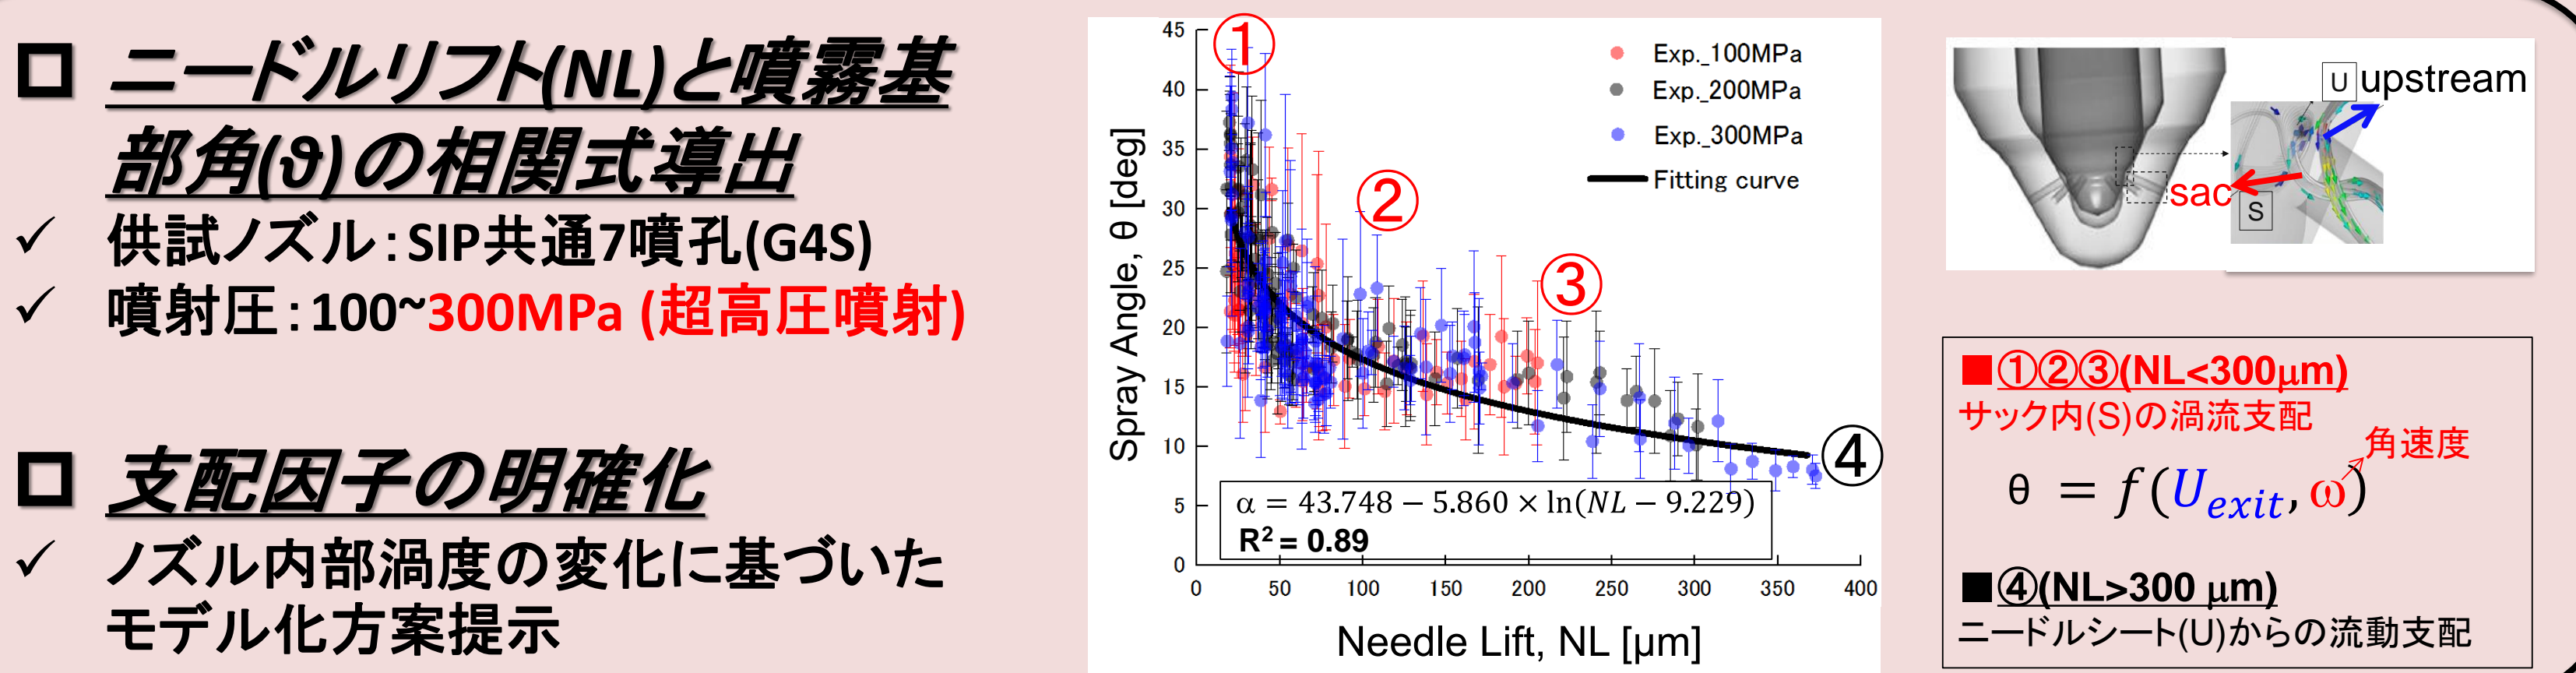 ニードルリフト(NL)と噴霧基
部角(ϑ)の相関式導出
✓ 供試ノズル：SIP共通7噴孔(G4S)
✓ 噴射圧：100~300MPa (超高圧噴射)
支配因子の明確化
✓ ノズル内部渦度の変化に基づいた
モデル化方案提示
Spray Angle, θ [deg]
45
40
35
30
25
20
15
10
5
0
①
②
③
④
Exp._100MPa
Exp._200MPa
Exp._300MPa
Fitting curve
α = 43.748 − 5.860 × ln(NL − 9.229)
R² = 0.89
0 50 100 150 200 250 300 350 400
Needle Lift, NL [μm]
U upstream
sac
S
■①②③(NL<300μm)
サック内(S)の渦流支配
角速度
θ = f(U_exit, ω)
■④(NL>300 μm)
ニードルシート(U)からの流動支配